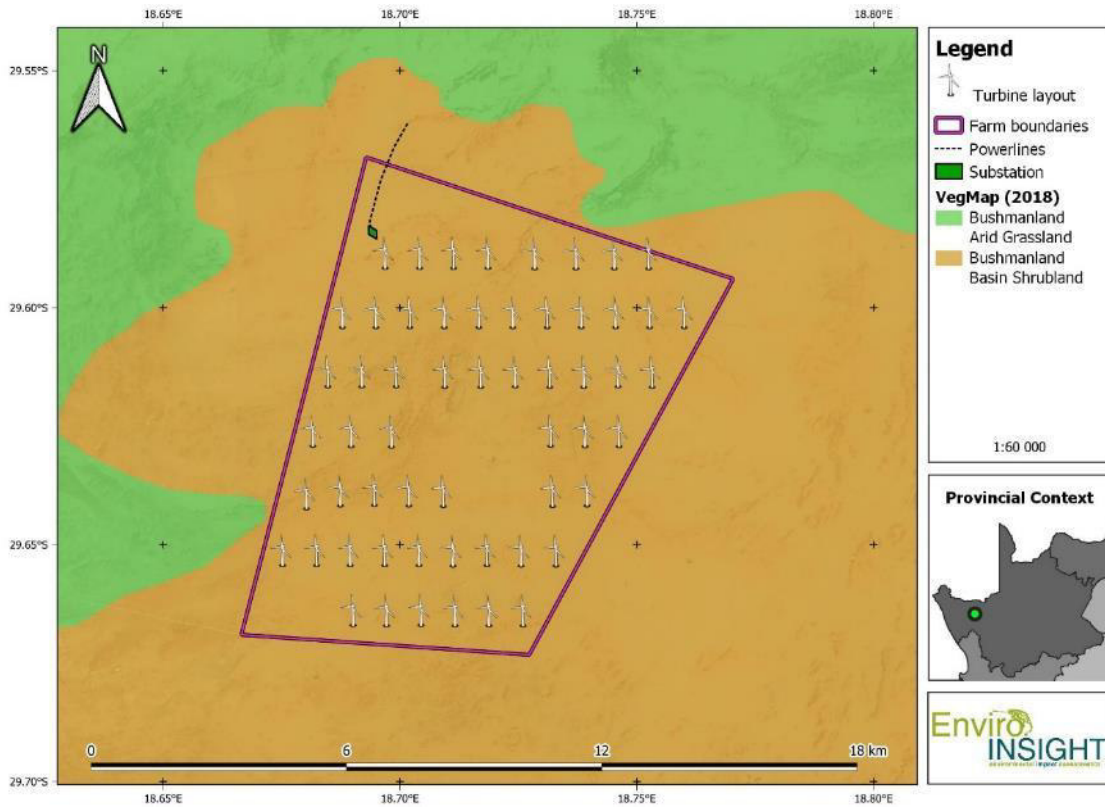 18.65°E 18.70°E 18.75°E 18.80°E
29.55°S
29.60°S
29.65°S
29.70°S
N
0 6 12 18 km
18.65°E 18.70°E 18.75°E 18.80°E
Legend
Turbine layout
Farm boundaries
Powerlines
Substation
VegMap (2018)
Bushmanland
Arid Grassland
Bushmanland
Basin Shrubland
1:60 000
Provincial Context
Enviro
INSIGHT